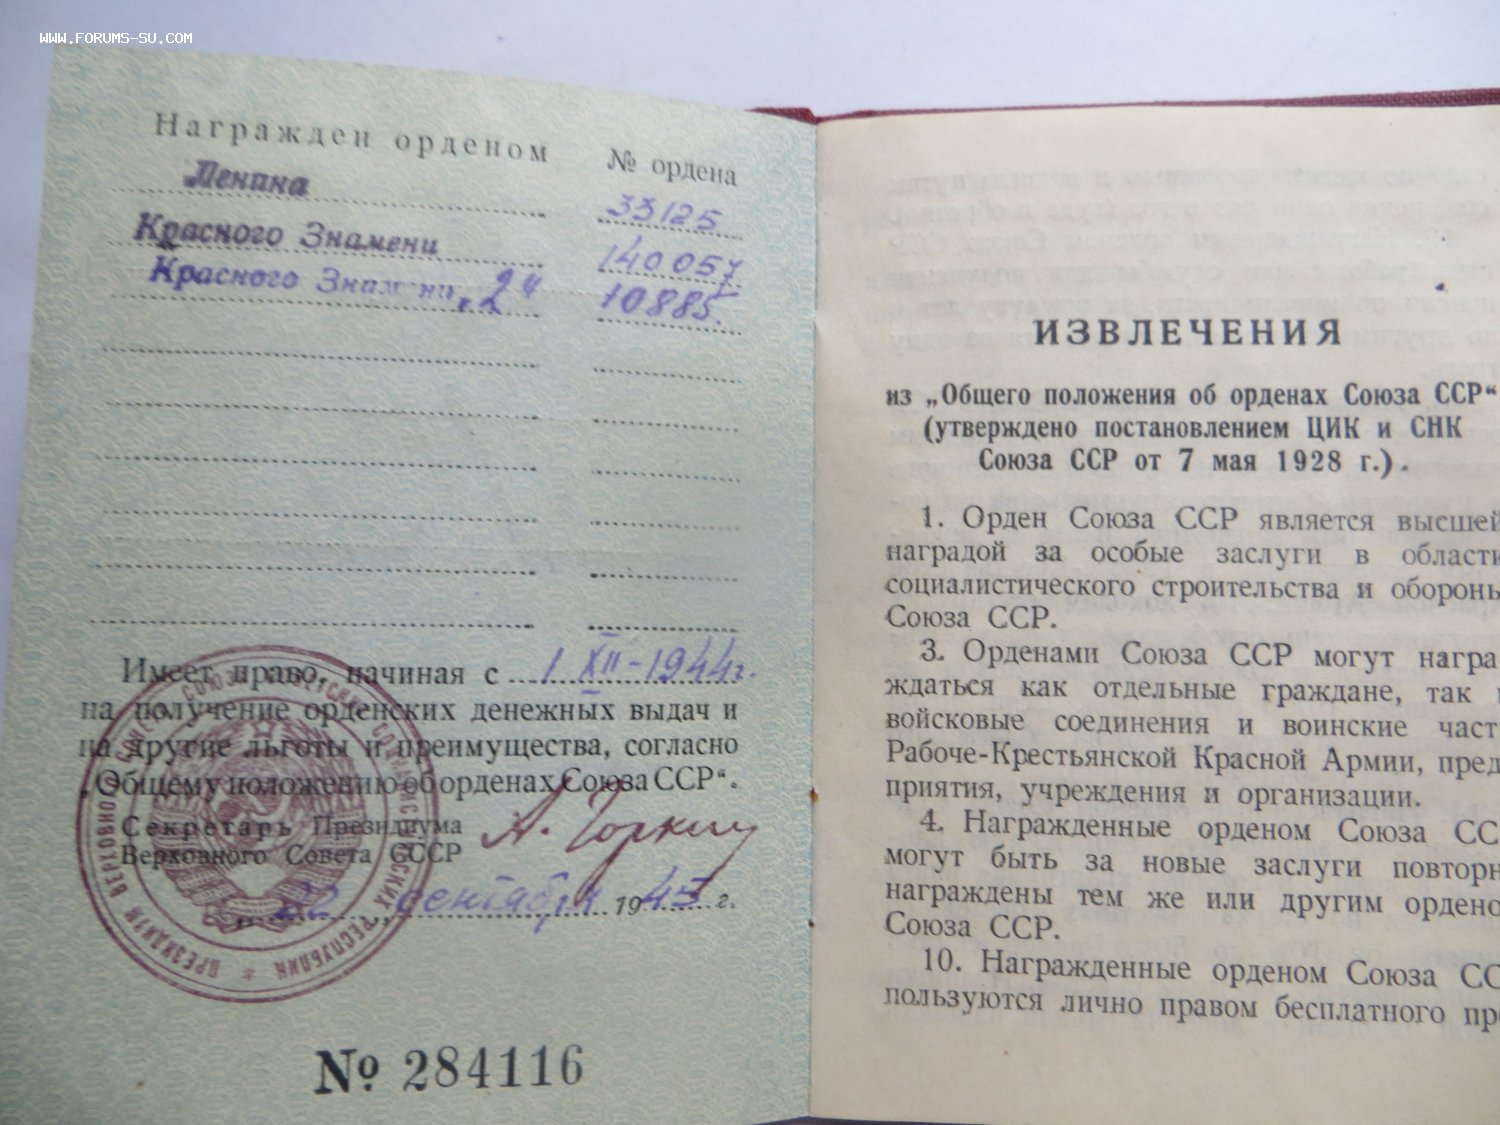 WWW.FORUMS-SU.COM
Награжден орденом № ордена
Ленина 33125
Красного Знамени 140057
Красного Знамени „2й" 10885.
Имеет право, начиная с 1 XII-1944г.
на получение орденских денежных выдач и
на другие льготы и преимущества, согласно
„Общему положению об орденах Союза ССР“.
Секретарь Президиума
Верховного Совета СССР
А. Горкин
22 сентября 1945 г.
№ 284116
ИЗВЛЕЧЕНИЯ
из „Общего положения об орденах Союза ССР“
(утверждено постановлением ЦИК и СНК
Союза ССР от 7 мая 1928 г.).
1. Орден Союза ССР является высшей
наградой за особые заслуги в области
социалистического строительства и обороны
Союза ССР.
3. Орденами Союза ССР могут награ
ждаться как отдельные граждане, так и
войсковые соединения и воинские част
Рабоче-Крестьянской Красной Армии, пред
приятия, учреждения и организации.
4. Награжденные орденом Союза СС
могут быть за новые заслуги повторн
награждены тем же или другим ордено
Союза ССР.
10. Награжденные орденом Союза СС
пользуются лично правом бесплатного пр